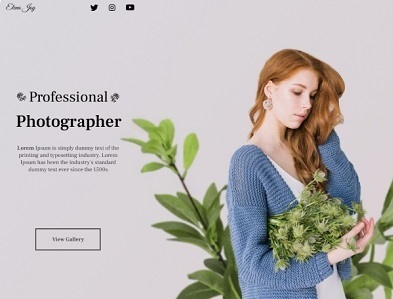 Elena Joy
Professional
Photographer
Lorem Ipsum is simply dummy text of the
printing and typesetting industry. Lorem
Ipsum has been the industry's standard
dummy text ever since the 1500s.
View Gallery